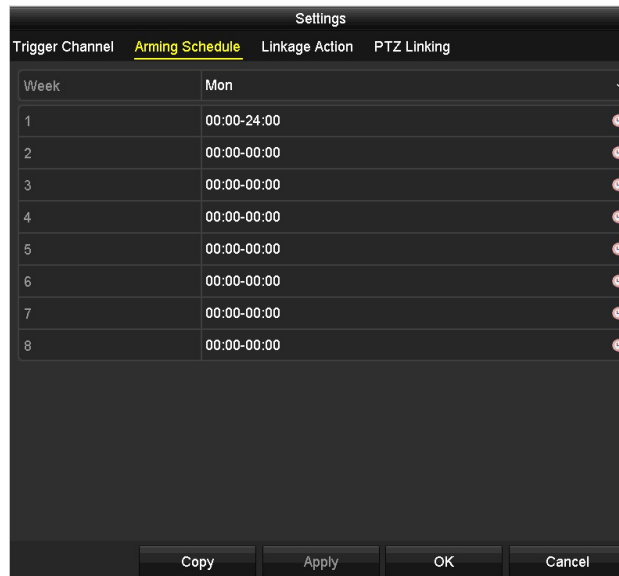 Settings
Trigger Channel Arming Schedule Linkage Action PTZ Linking
Week Mon
1 00:00-24:00
2 00:00-00:00
3 00:00-00:00
4 00:00-00:00
5 00:00-00:00
6 00:00-00:00
7 00:00-00:00
8 00:00-00:00
Copy Apply OK Cancel